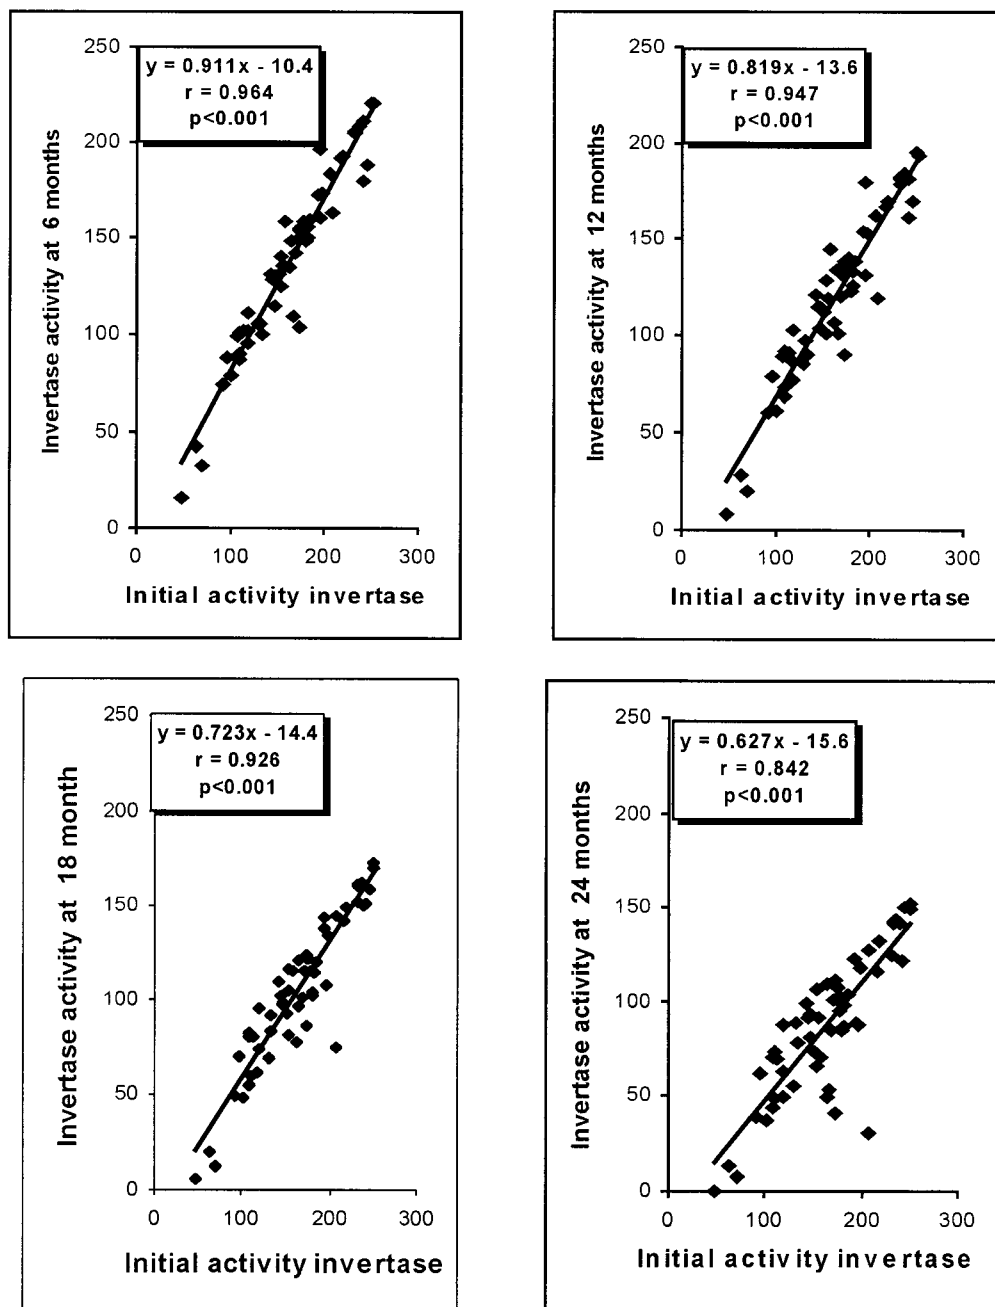 250
200
150
100
50
0
0 100 200 300
y = 0.911x - 10.4
r = 0.964
p<0.001
Invertase activity at 6 months
Initial activity invertase
250
200
150
100
50
0
0 100 200 300
y = 0.819x - 13.6
r = 0.947
p<0.001
Invertase activity at 12 months
Initial activity invertase
250
200
150
100
50
0
0 100 200 300
y = 0.723x - 14.4
r = 0.926
p<0.001
Invertase activity at 18 month
Initial activity invertase
250
200
150
100
50
0
0 100 200 300
y = 0.627x - 15.6
r = 0.842
p<0.001
Invertase activity at 24 months
Initial activity invertase